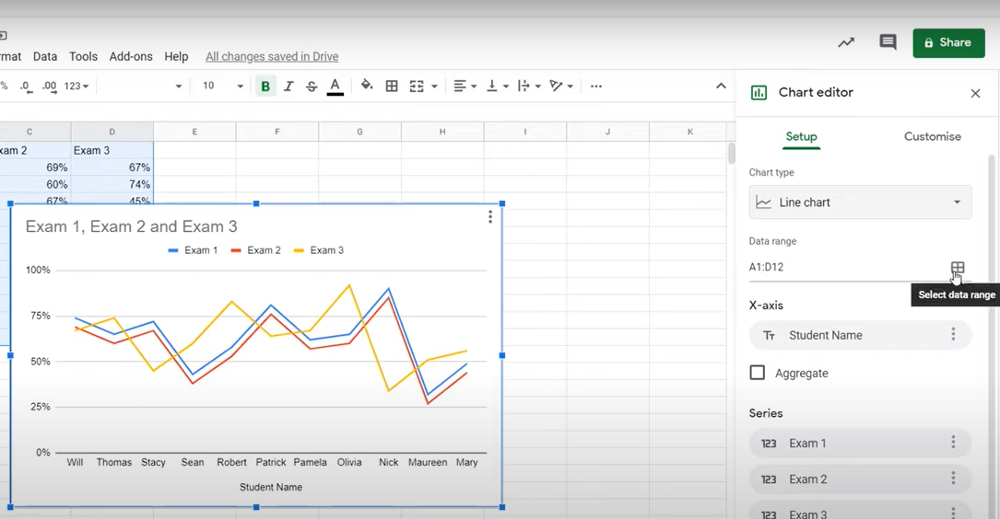 Share
rmat Data Tools Add-ons Help All changes saved in Drive
% .0 .00 123 10 B I S A
Chart editor
Setup Customise
C D E F G H I J K
xam 2 Exam 3
69% 67%
60% 74%
67% 45%
Chart type
Line chart
Data range
A1:D12
Select data range
X-axis
Tт Student Name
Aggregate
Series
123 Exam 1
123 Exam 2
123 Exam 3
Exam 1, Exam 2 and Exam 3
Exam 1 Exam 2 Exam 3
100%
75%
50%
25%
0%
Will Thomas Stacy Sean Robert Patrick Pamela Olivia Nick Maureen Mary
Student Name